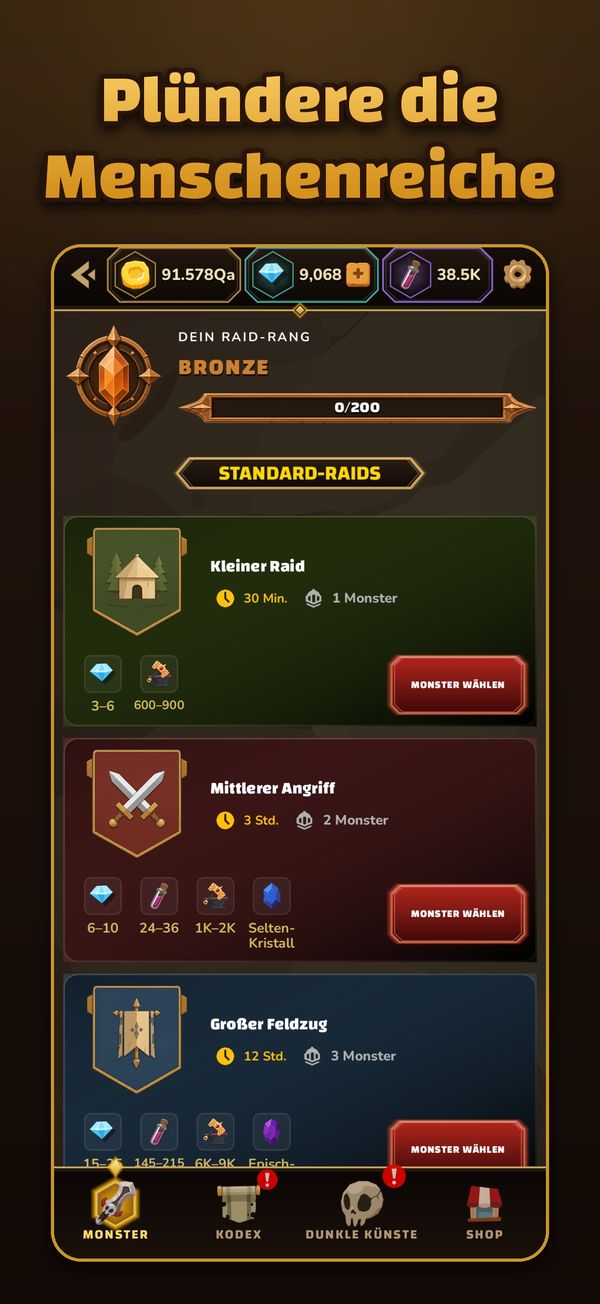 Plündere die
Menschenreiche
91.578Qa
9,068
38.5K
DEIN RAID-RANG
BRONZE
0/200
STANDARD-RAIDS
Kleiner Raid
30 Min.
1 Monster
3–6
600–900
MONSTER WÄHLEN
Mittlerer Angriff
3 Std.
2 Monster
6–10
24–36
1K–2K
Selten-
Kristall
MONSTER WÄHLEN
Großer Feldzug
12 Std.
3 Monster
15–25
145–215
6K–9K
Episch-
MONSTER WÄHLEN
!
!
MONSTER
KODEX
DUNKLE KÜNSTE
SHOP